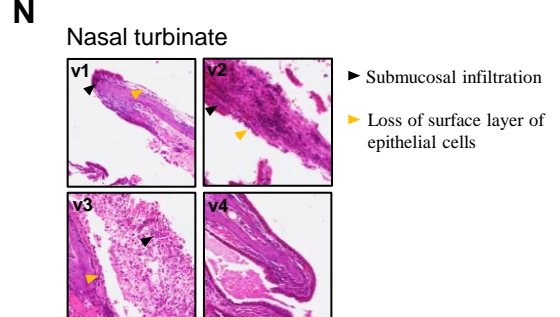 N
Nasal turbinate
v1
v2
Submucosal infiltration
Loss of surface layer of
epithelial cells
v3
v4